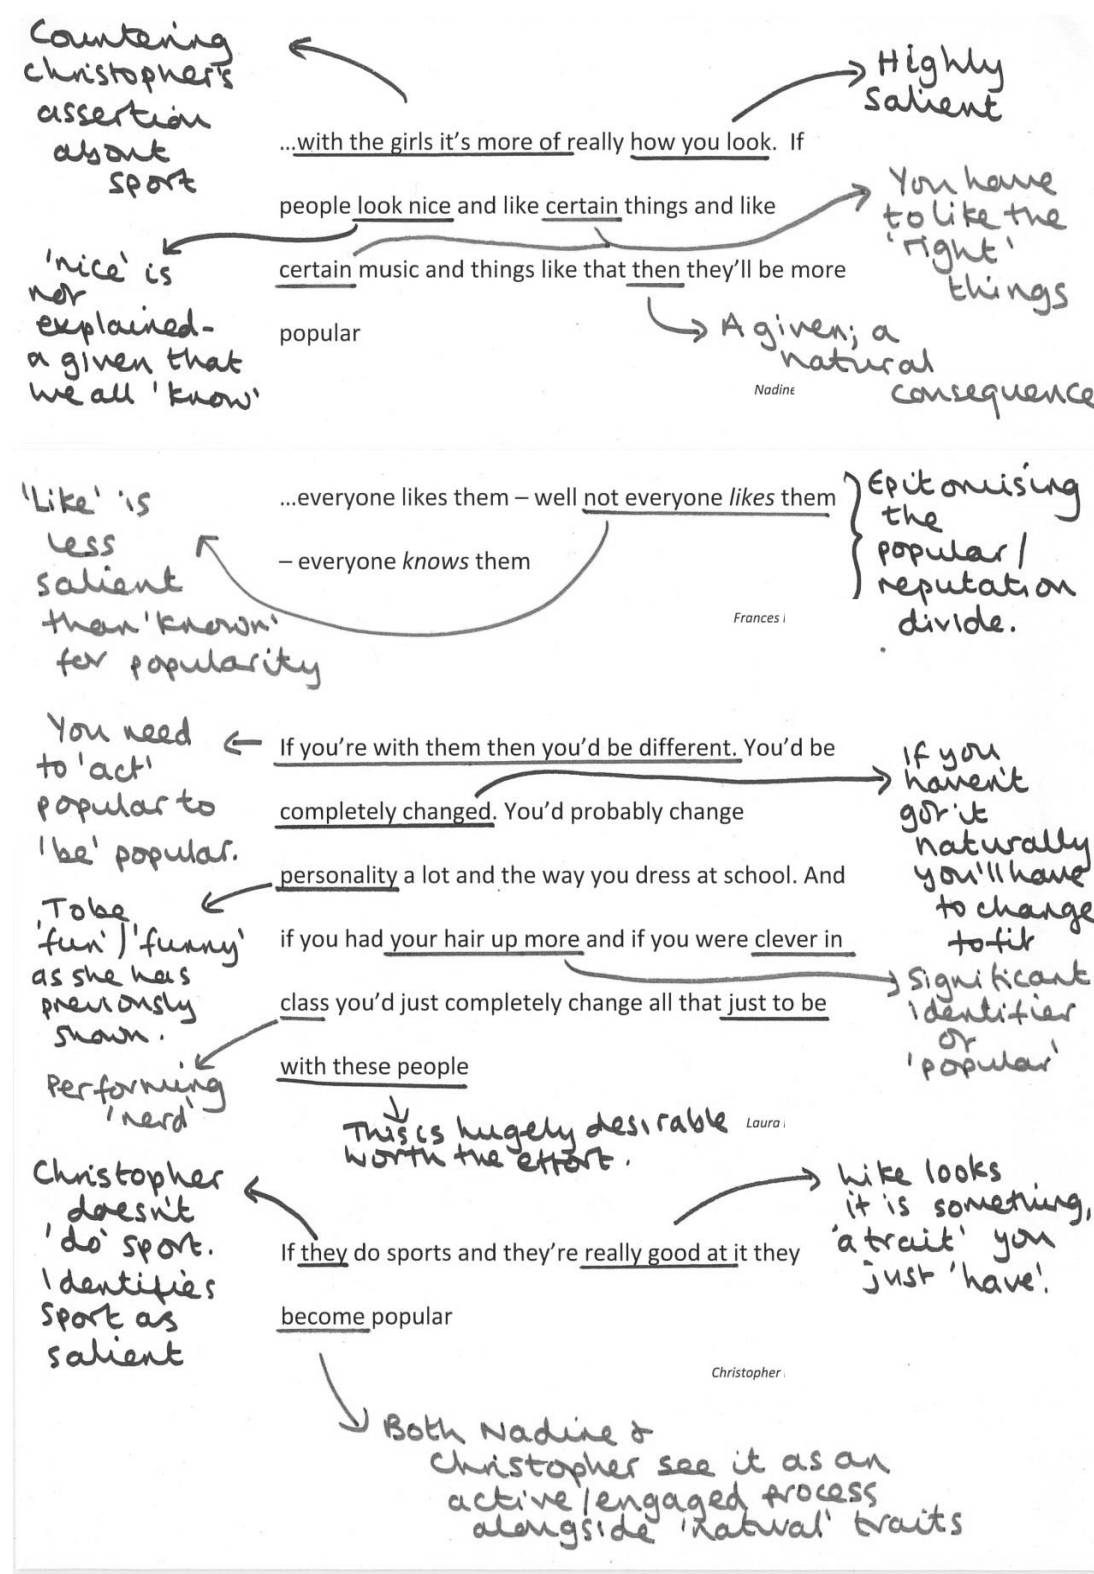 Countering
christopher's
assertion
about
sport
Highly
salient
...with the girls it's more of really how you look. If
people look nice and like certain things and like
certain music and things like that then they'll be more
popular
You have
to like the
'right'
things
'nice' is
not
explained-
a given that
we all 'know'
A given; a
natural
consequence
Nadine
'Like' is
less
salient
than 'known'
for popularity
...everyone likes them – well not everyone likes them
– everyone knows them
Epitomising
the
popular/
reputation
divide.
Frances
You need
to 'act'
popular to
'be' popular.
If you're with them then you'd be different. You'd be
completely changed. You'd probably change
personality a lot and the way you dress at school. And
if you had your hair up more and if you were clever in
class you'd just completely change all that just to be
with these people
If you
haven't
got it
naturally
you'll have
to change
to fit
To be
'fun'/'funny'
as she has
previously
shown.
Significant
identifier
of
'popular'
Performing
'nerd'
This is hugely desirable
worth the effort.
Laura
Christopher
doesn't
'do' sport.
Identifies
sport as
salient
If they do sports and they're really good at it they
become popular
Like looks
it is something,
'a trait' you
just 'have'.
Christopher
Both Nadine &
Christopher see it as an
active/engaged process
alongside 'natural' traits